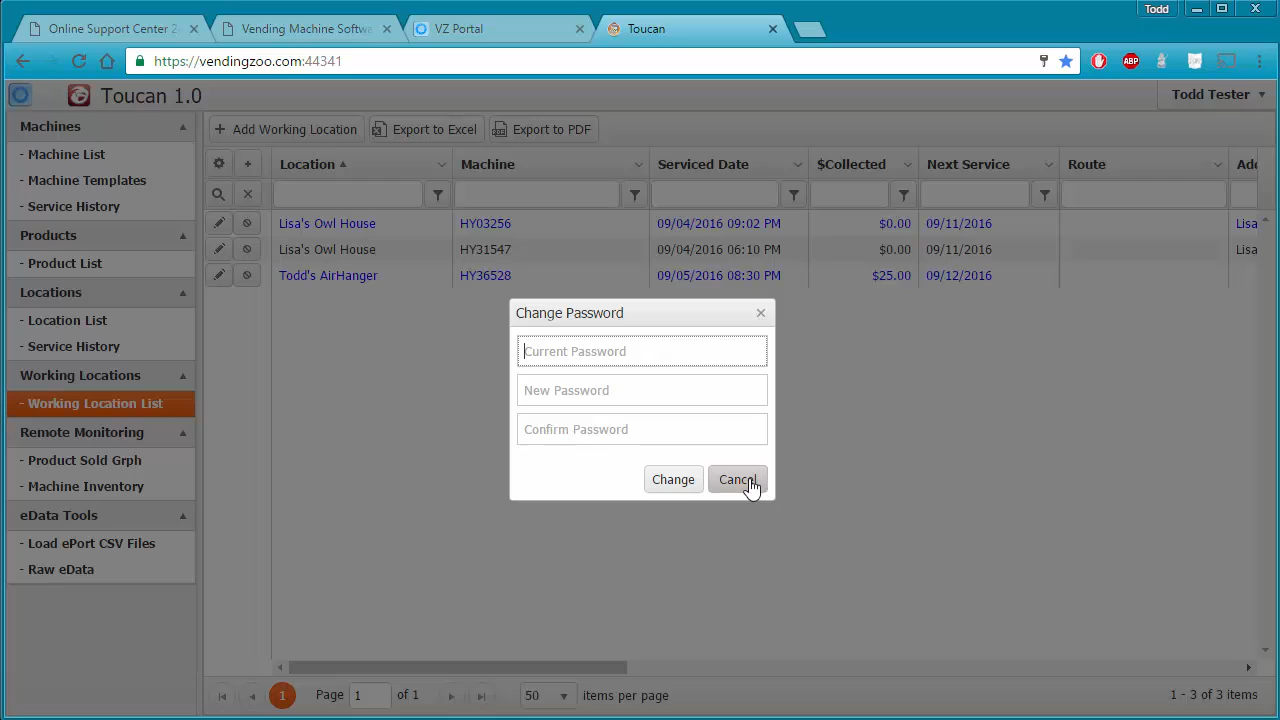 Todd
Online Support Center 2
Vending Machine Softw
VZ Portal
Toucan
https://vendingzoo.com:44341
ABP
Toucan 1.0
Todd Tester
Machines
- Machine List
- Machine Templates
- Service History
Products
- Product List
Locations
- Location List
- Service History
Working Locations
- Working Location List
Remote Monitoring
- Product Sold Grph
- Machine Inventory
eData Tools
- Load ePort CSV Files
- Raw eData
+ Add Working Location
Export to Excel
Export to PDF
Location Machine Serviced Date $Collected Next Service Route Add
Lisa's Owl House HY03256 09/04/2016 09:02 PM $0.00 09/11/2016 Lisa
Lisa's Owl House HY31547 09/04/2016 06:10 PM $0.00 09/11/2016 Lisa
Todd's AirHanger HY36528 09/05/2016 08:30 PM $25.00 09/12/2016
Change Password
Current Password
New Password
Confirm Password
Change Cancel
1 Page 1 of 1 50 items per page 1 - 3 of 3 items